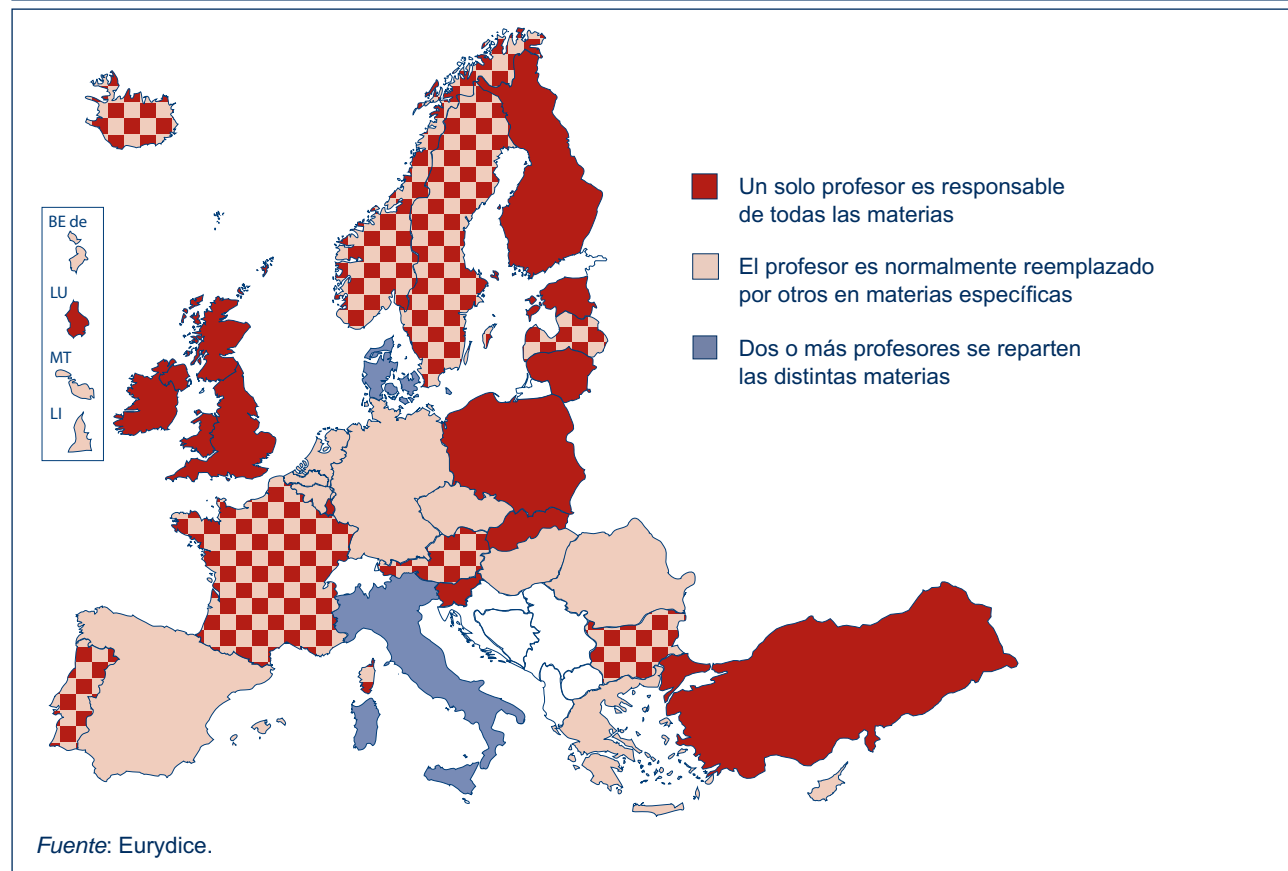 BE de
LU
MT
LI
Un solo profesor es responsable
de todas las materias
El profesor es normalmente reemplazado
por otros en materias específicas
Dos o más profesores se reparten
las distintas materias
Fuente: Eurydice.